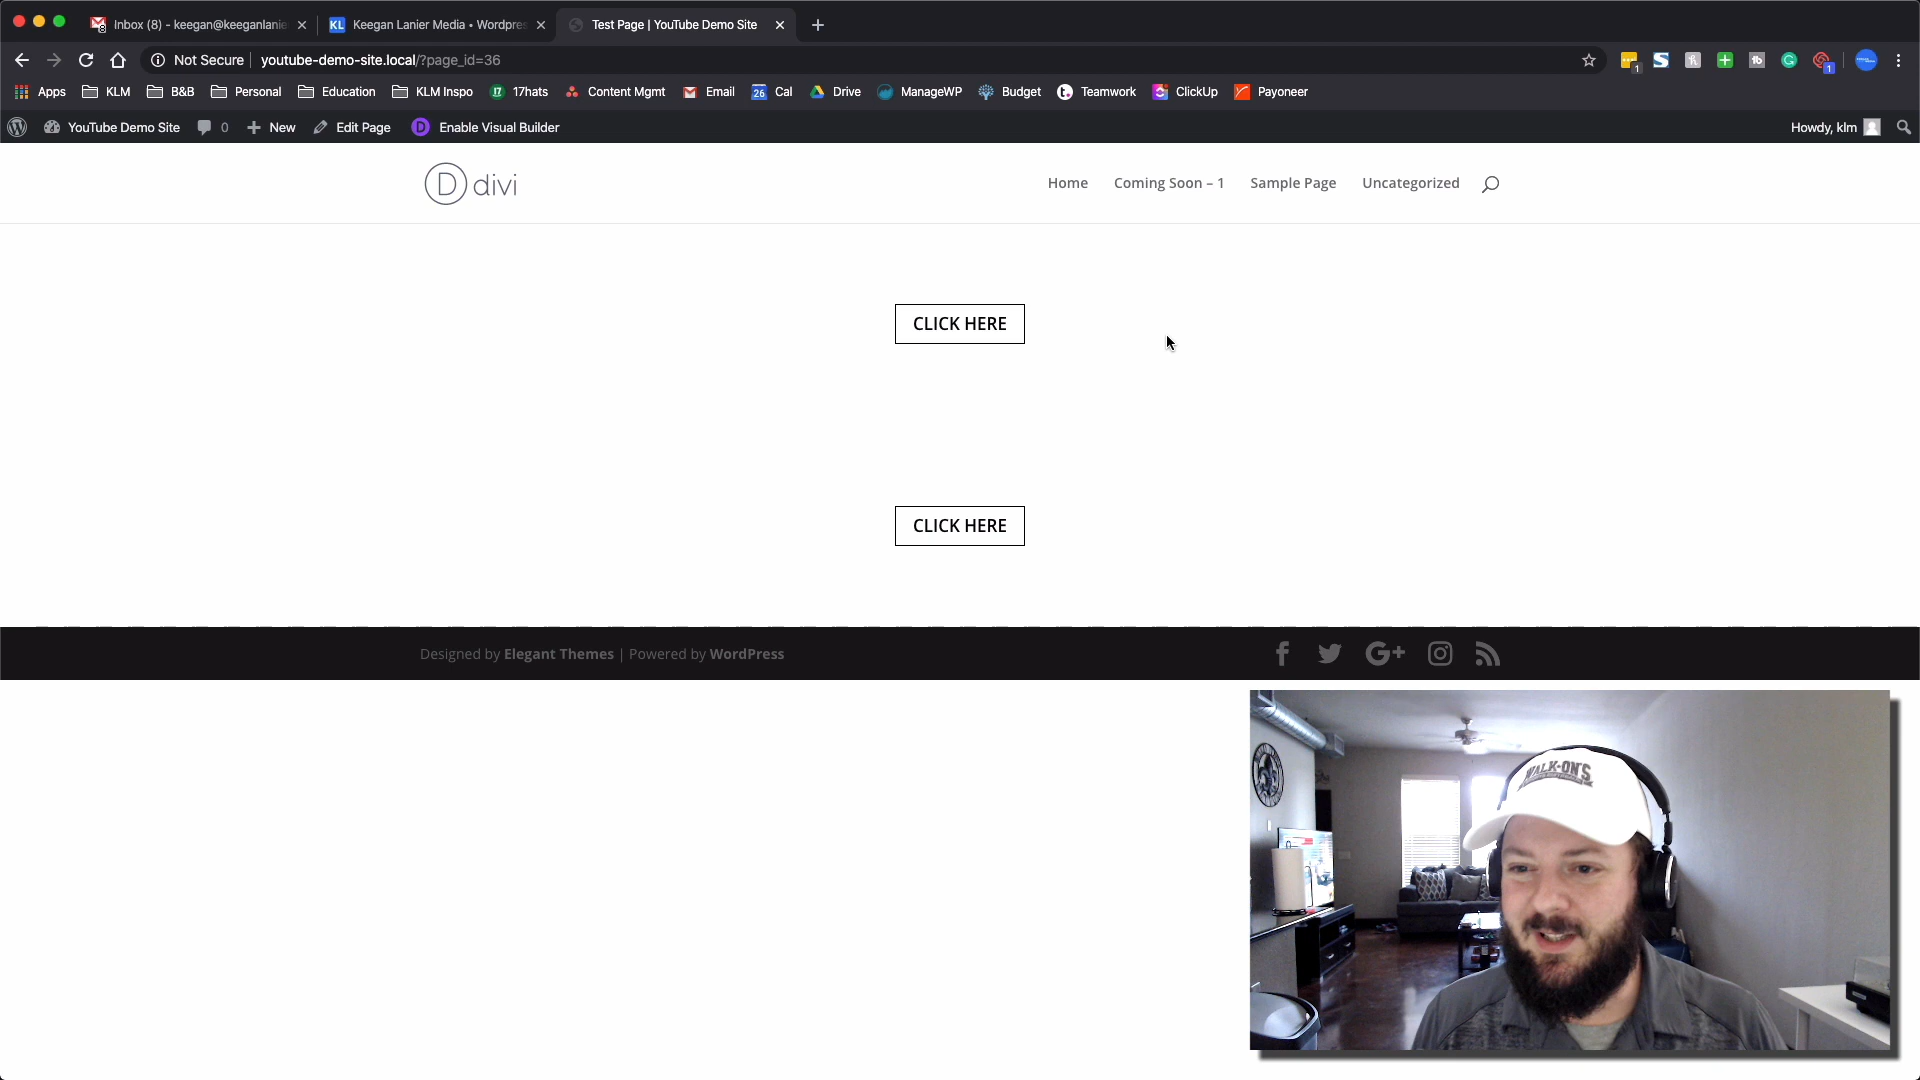 Inbox (8) - keegan@keeganlanie
Keegan Lanier Media • Wordpres
Test Page | YouTube Demo Site
Not Secure youtube-demo-site.local/?page_id=36
Apps KLM B&B Personal Education KLM Inspo 17hats Content Mgmt Email Cal Drive ManageWP Budget Teamwork ClickUp Payoneer
YouTube Demo Site 0 New Edit Page Enable Visual Builder Howdy, klm
divi
Home Coming Soon – 1 Sample Page Uncategorized
CLICK HERE
CLICK HERE
Designed by Elegant Themes | Powered by WordPress
WALK-ON'S